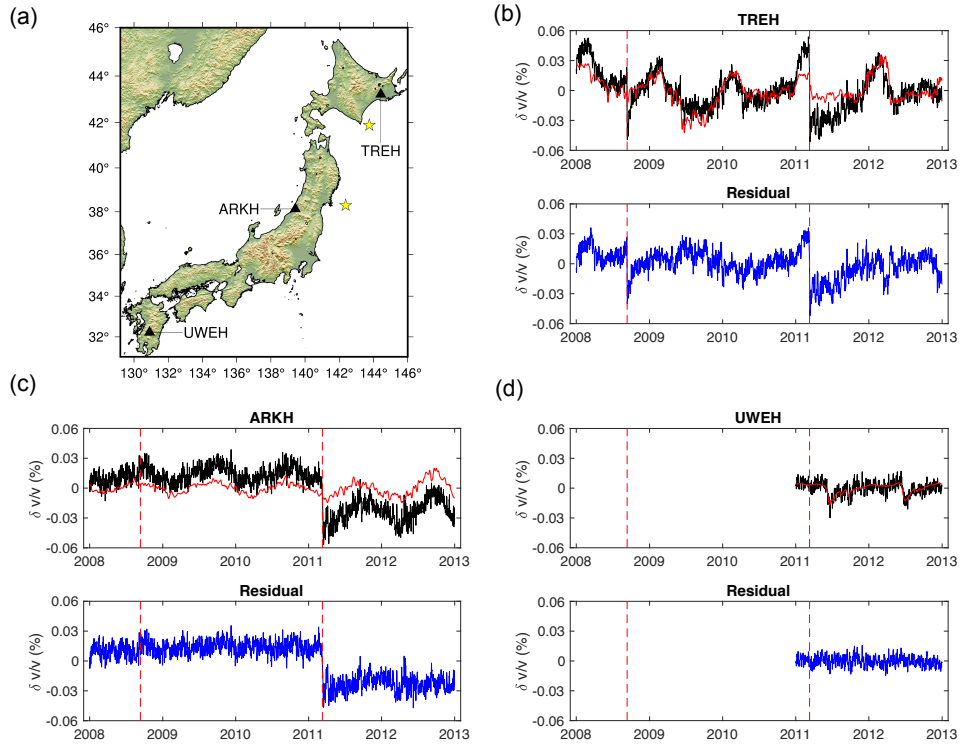 (a)
46°
44°
42°
40°
38°
36°
34°
32°
130° 132° 134° 136° 138° 140° 142° 144° 146°
TREH
ARKH
UWEH
(b)
TREH
δ v/v (%)
0.06
0.03
0
-0.03
-0.06
2008 2009 2010 2011 2012 2013
Residual
δ v/v (%)
0.06
0.03
0
-0.03
-0.06
2008 2009 2010 2011 2012 2013
(c)
ARKH
δ v/v (%)
0.06
0.03
0
-0.03
-0.06
2008 2009 2010 2011 2012 2013
Residual
δ v/v (%)
0.06
0.03
0
-0.03
-0.06
2008 2009 2010 2011 2012 2013
(d)
UWEH
δ v/v (%)
0.06
0.03
0
-0.03
-0.06
2008 2009 2010 2011 2012 2013
Residual
δ v/v (%)
0.06
0.03
0
-0.03
-0.06
2008 2009 2010 2011 2012 2013